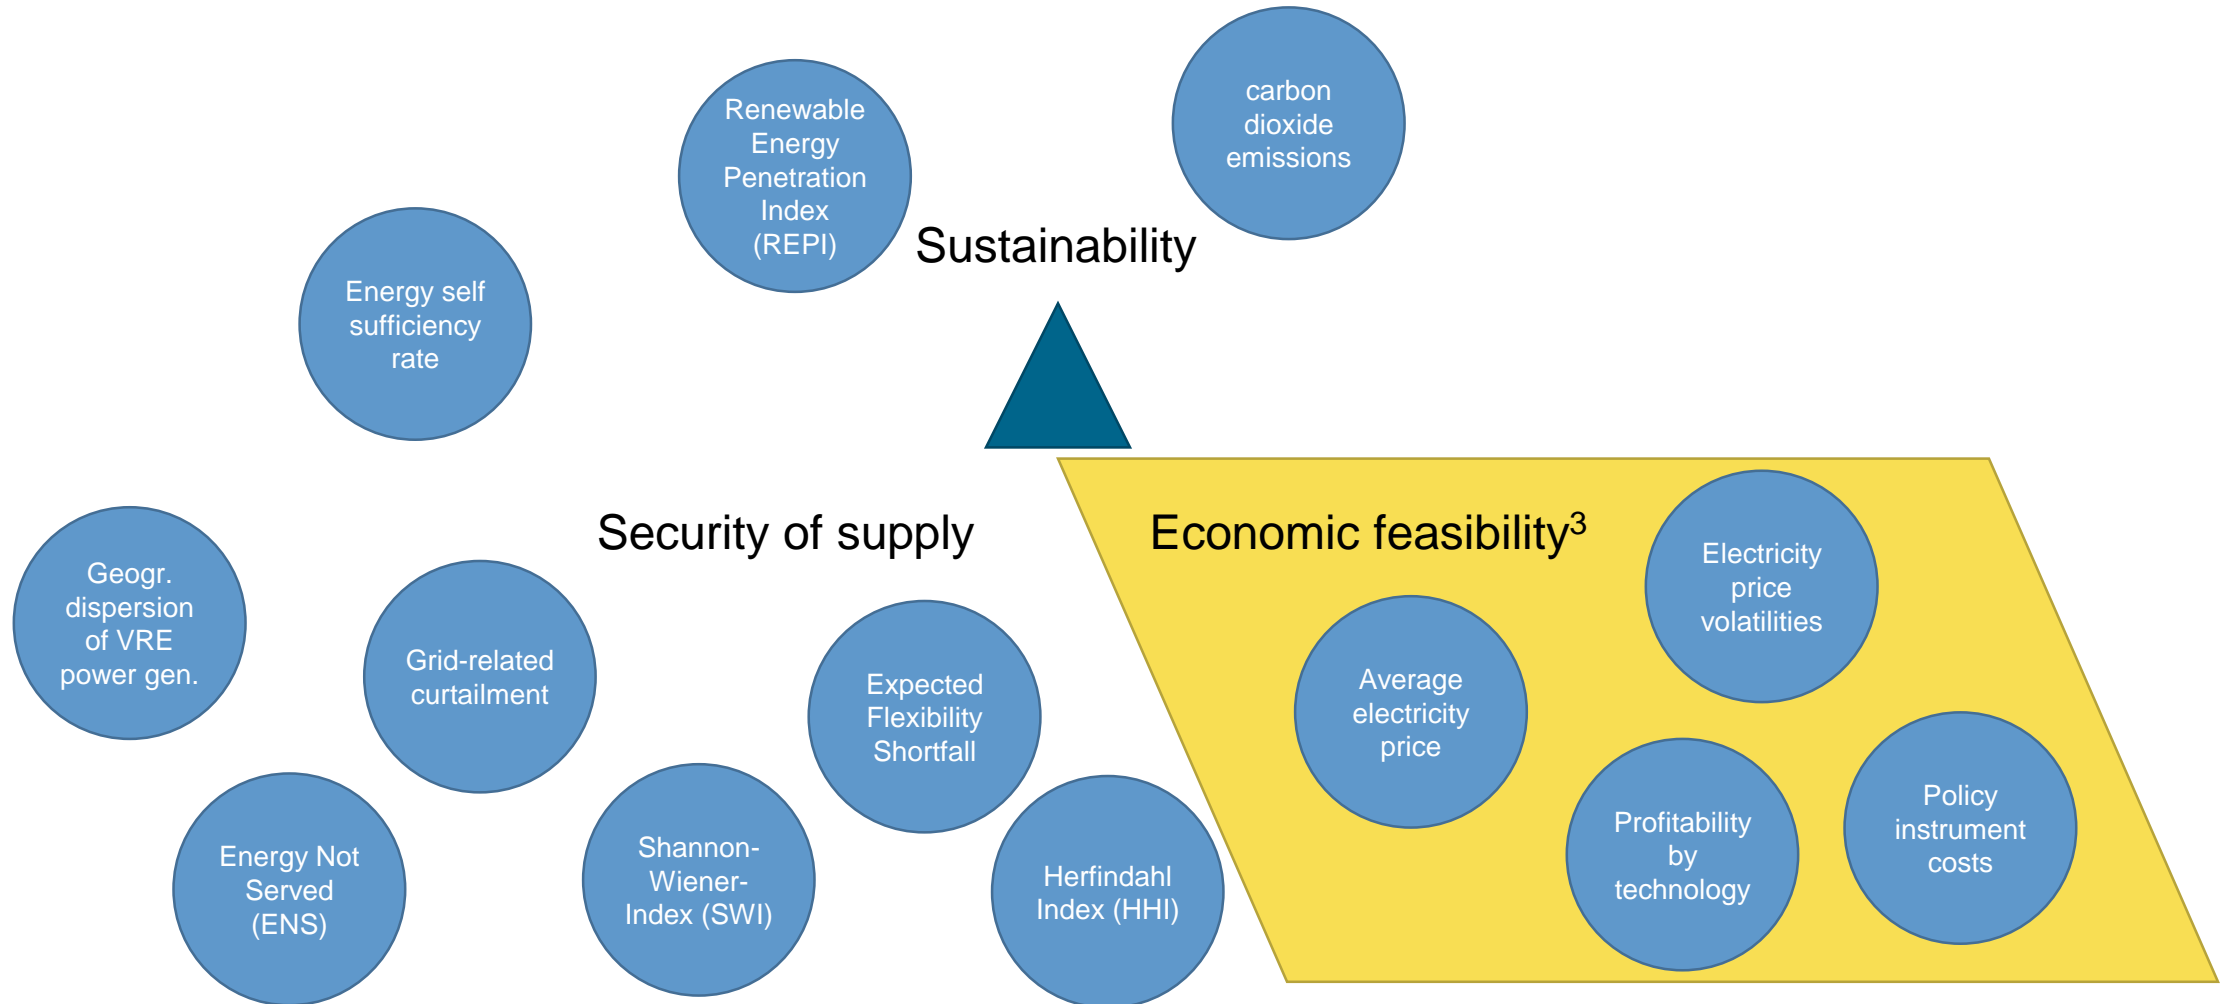 carbon
dioxide
emissions
Renewable
Energy
Penetration
Index
(REPI)
Sustainability
Energy self
sufficiency
rate
Security of supply
Economic feasibility³
Electricity
price
volatilities
Geogr.
dispersion
of VRE
power gen.
Grid-related
curtailment
Expected
Flexibility
Shortfall
Average
electricity
price
Energy Not
Served
(ENS)
Shannon-
Wiener-
Index (SWI)
Herfindahl
Index (HHI)
Profitability
by
technology
Policy
instrument
costs